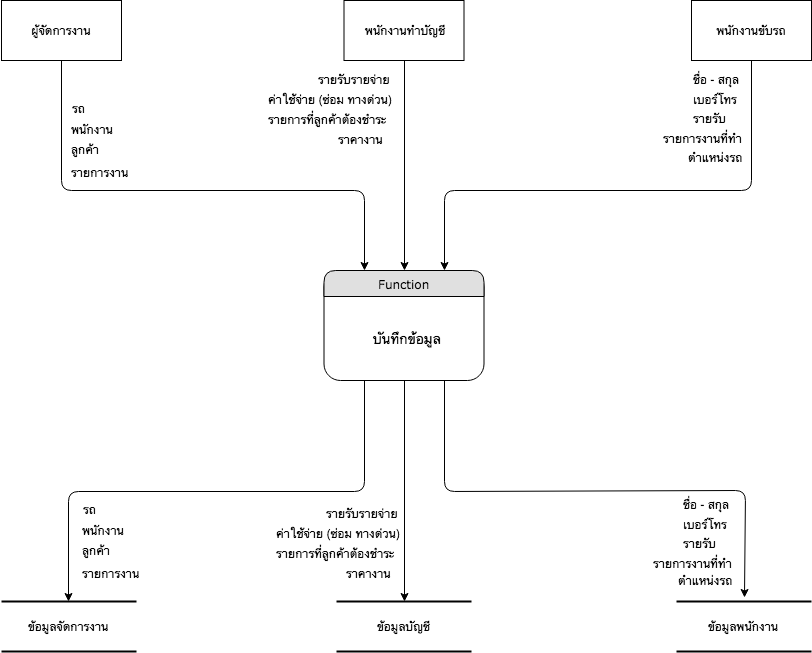 ผู้จัดการงาน
พนักงานทำบัญชี
พนักงานขับรถ
รถ
พนักงาน
ลูกค้า
รายการงาน
รายรับรายจ่าย
ค่าใช้จ่าย (ซ่อม ทางด่วน)
รายการที่ลูกค้าต้องชำระ
ราคางาน
ชื่อ - สกุล
เบอร์โทร
รายรับ
รายการงานที่ทำ
ตำแหน่งรถ
Function
บันทึกข้อมูล
รถ
พนักงาน
ลูกค้า
รายการงาน
รายรับรายจ่าย
ค่าใช้จ่าย (ซ่อม ทางด่วน)
รายการที่ลูกค้าต้องชำระ
ราคางาน
ชื่อ - สกุล
เบอร์โทร
รายรับ
รายการงานที่ทำ
ตำแหน่งรถ
ข้อมูลจัดการงาน
ข้อมูลบัญชี
ข้อมูลพนักงาน